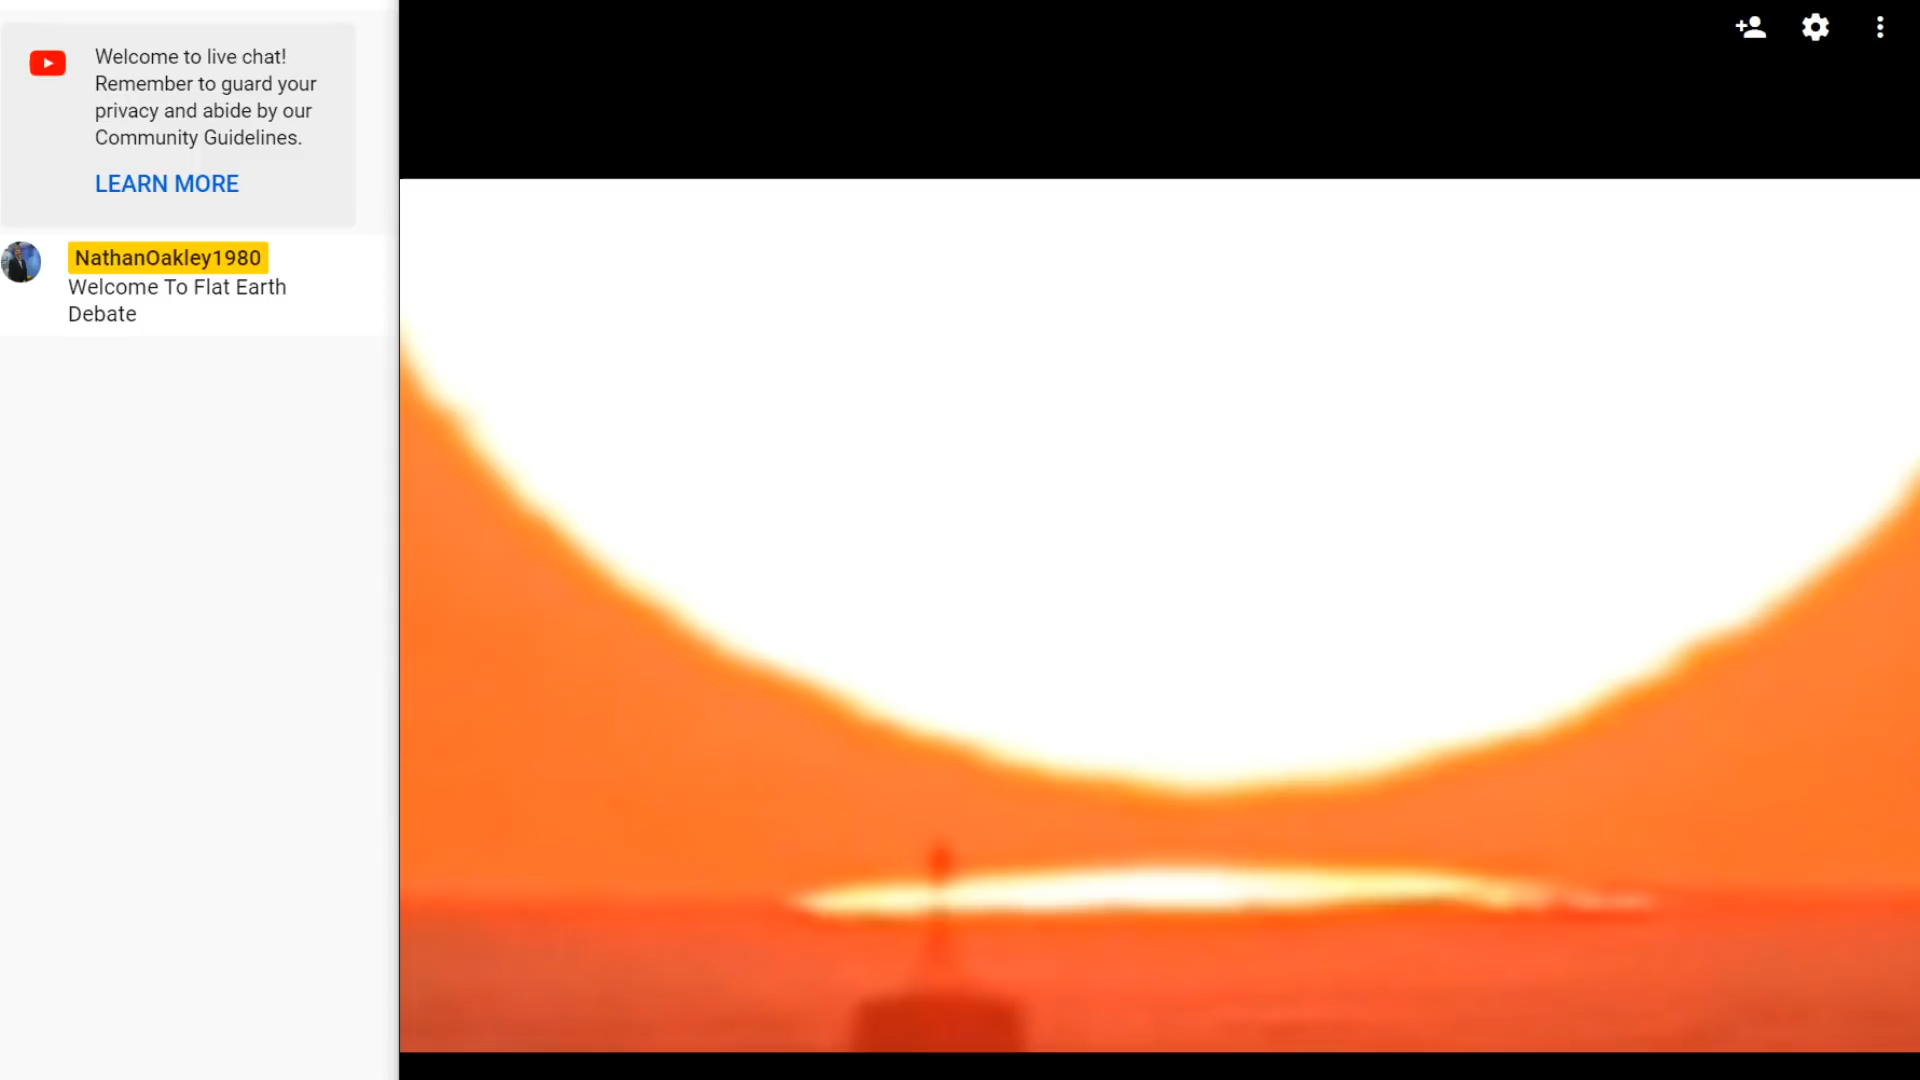 Welcome to live chat!
Remember to guard your
privacy and abide by our
Community Guidelines.
LEARN MORE
NathanOakley1980
Welcome To Flat Earth
Debate